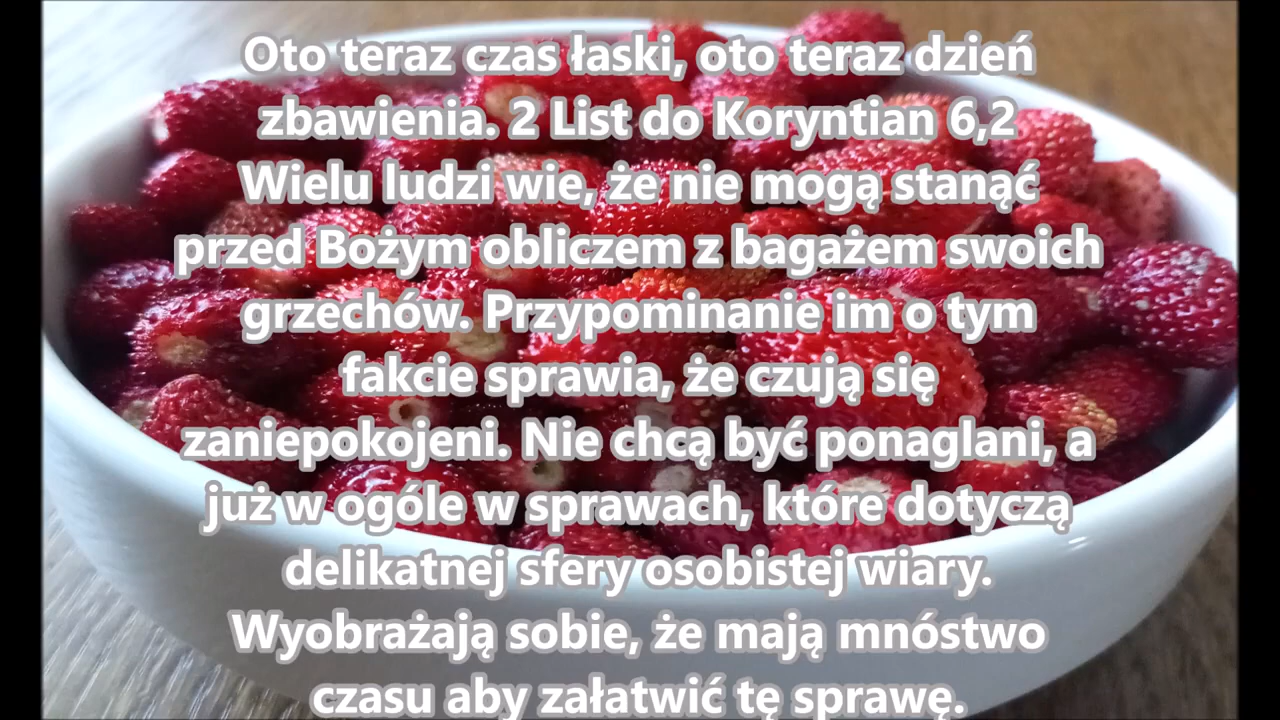 Oto teraz czas łaski, oto teraz dzień
zbawienia. 2 List do Koryntian 6,2
Wielu ludzi wie, że nie mogą stanąć
przed Bożym obliczem z bagażem swoich
grzechów. Przypominanie im o tym
fakcie sprawia, że czują się
zaniepokojeni. Nie chcą być ponaglani, a
już w ogóle w sprawach, które dotyczą
delikatnej sfery osobistej wiary.
Wyobrażają sobie, że mają mnóstwo
czasu aby załatwić tę sprawę.